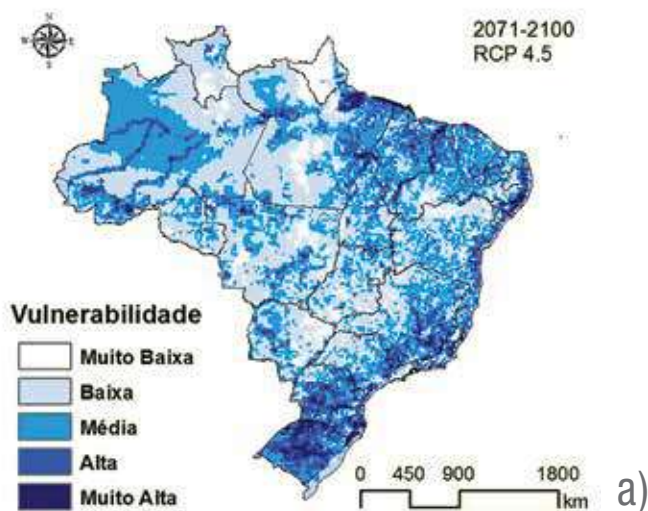 N
W
E
S
2071-2100
RCP 4.5
Vulnerabilidade
Muito Baixa
Baixa
Média
Alta
Muito Alta
0 450 900 1800
km
a)